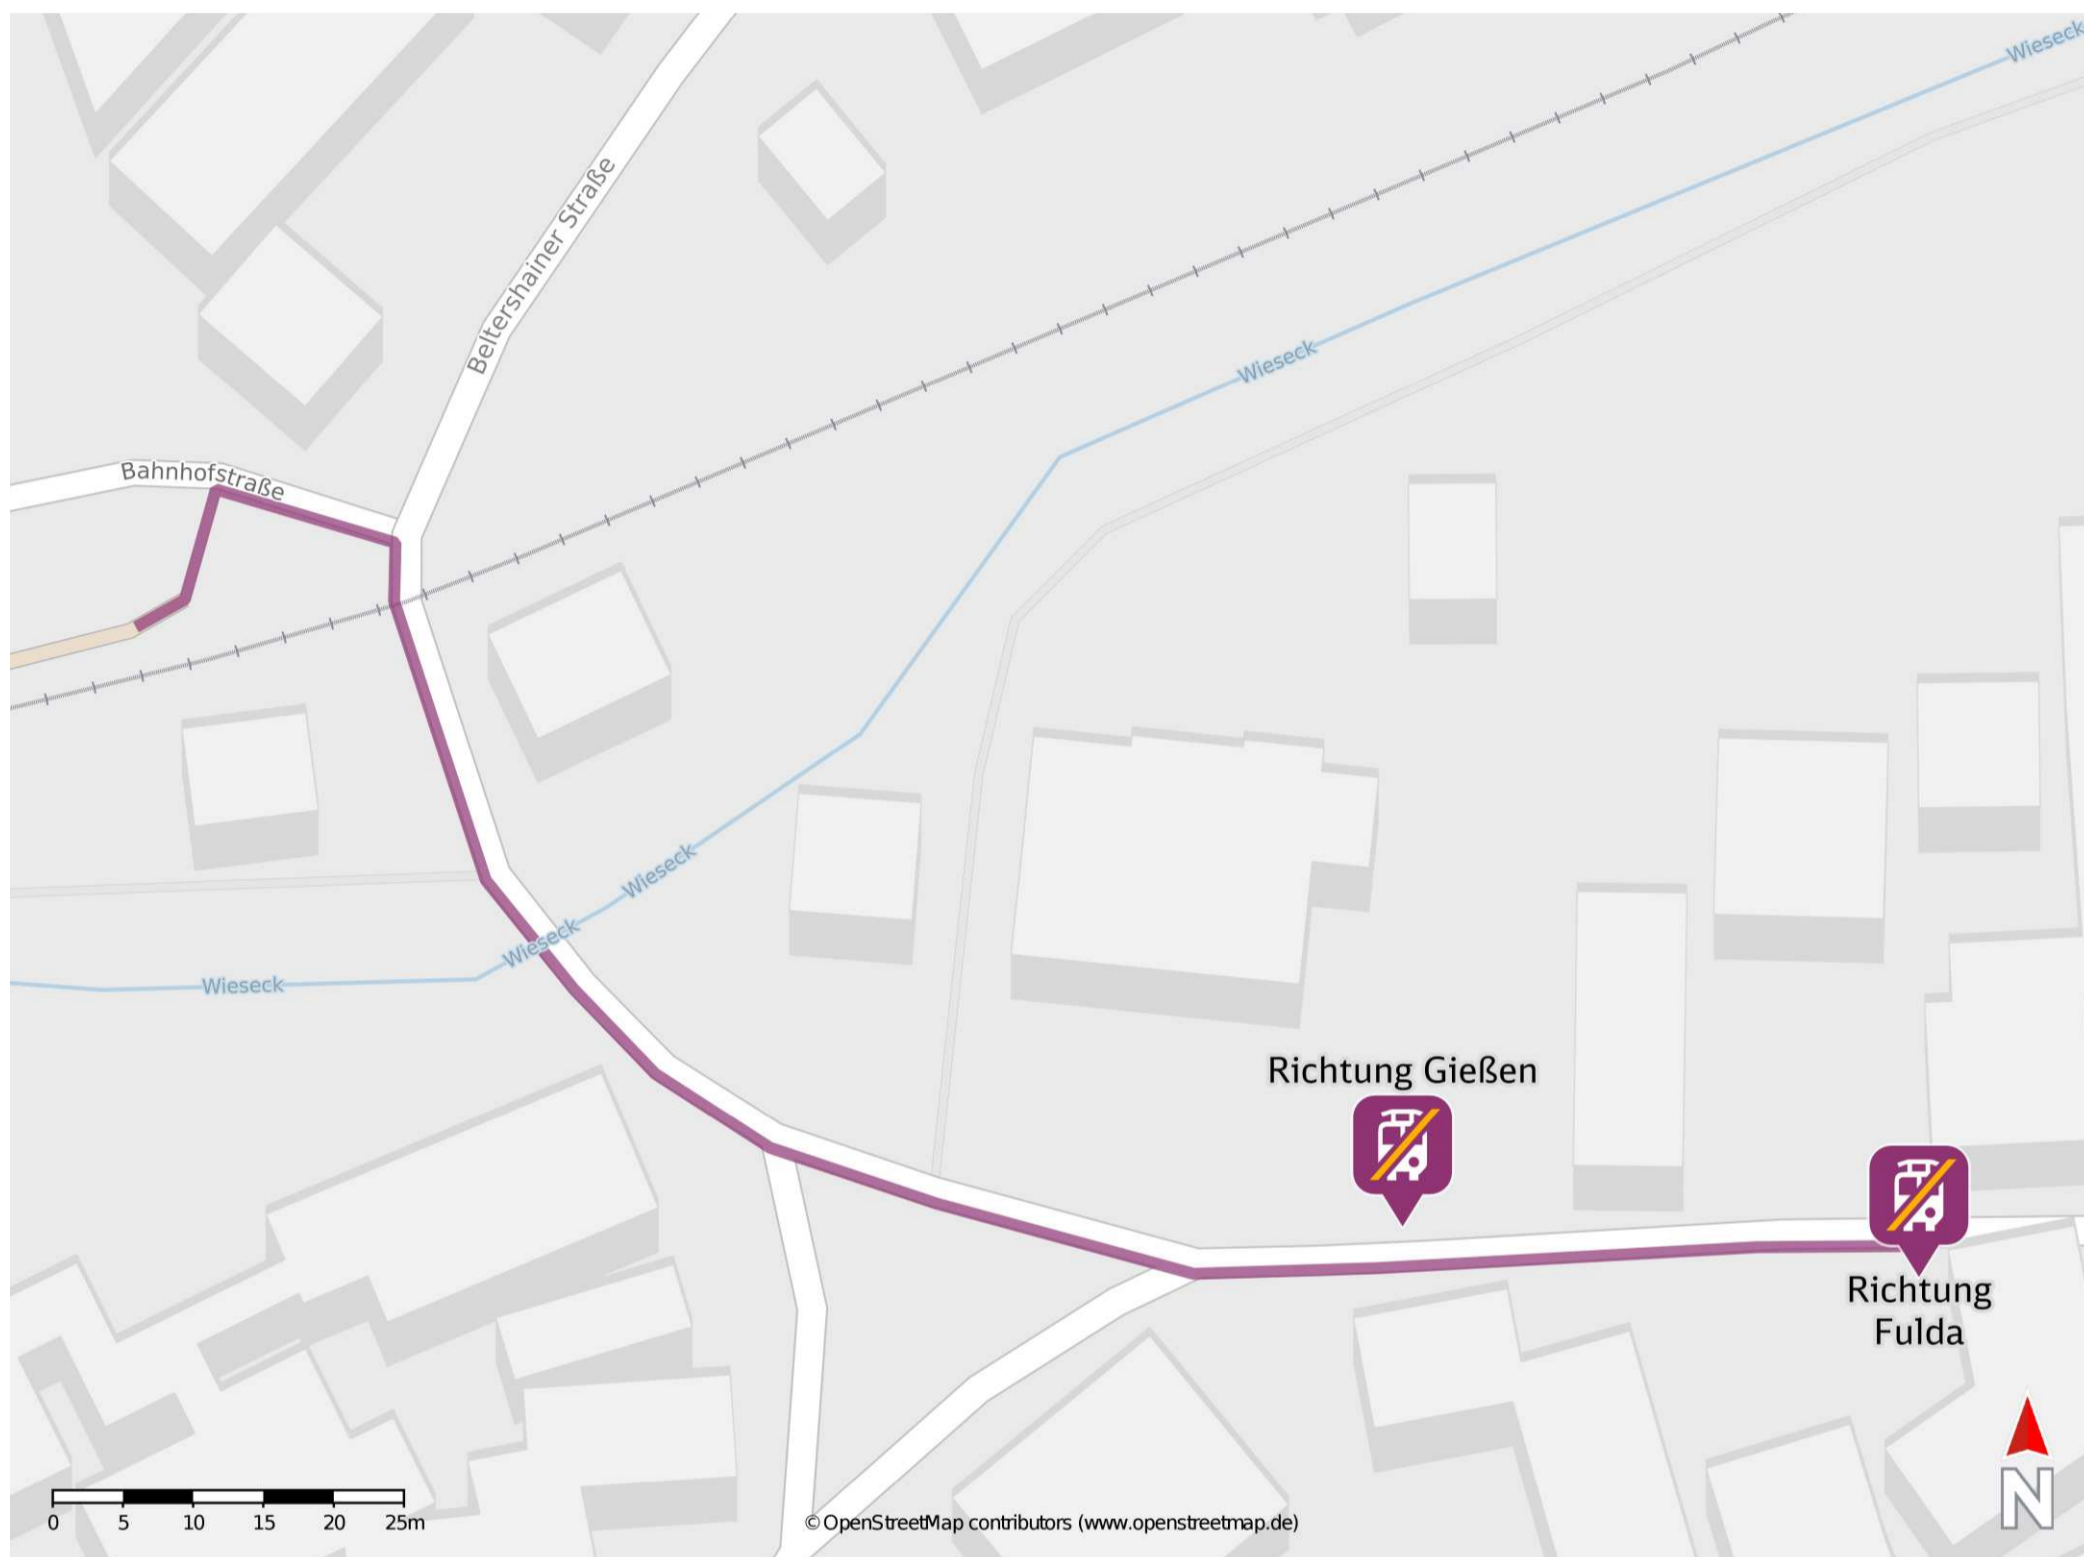 Wieseck
Beltershainer Straße
Wieseck
Bahnhofstraße
Wieseck
Wieseck
Wieseck
Richtung Gießen
Richtung
Fulda
N
0 5 10 15 20 25m
© OpenStreetMap contributors (www.openstreetmap.de)